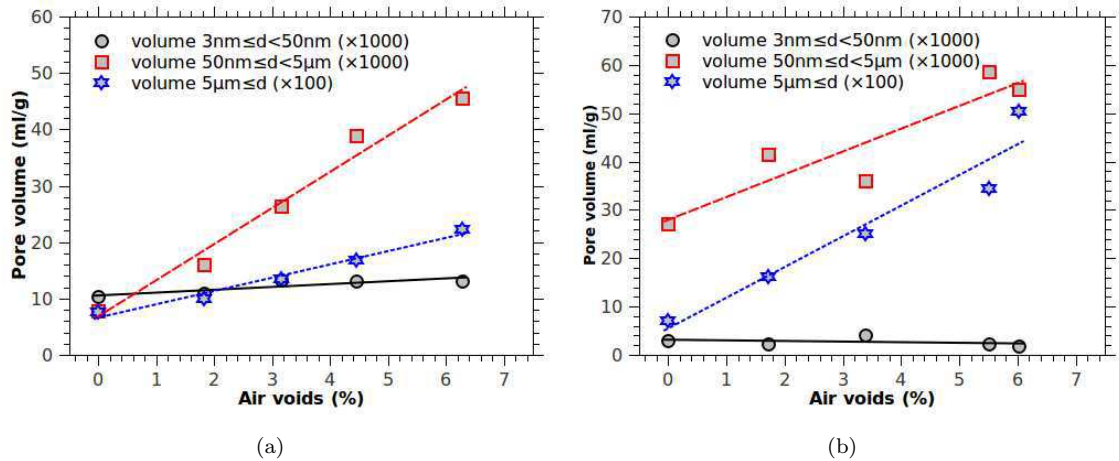 60
50
40
30
20
10
0
Pore volume (ml/g)
volume 3nm≤d<50nm (×1000)
volume 50nm≤d<5μm (×1000)
volume 5μm≤d (×100)
0 1 2 3 4 5 6 7
Air voids (%)
(a)
70
60
50
40
30
20
10
0
Pore volume (ml/g)
volume 3nm≤d<50nm (×1000)
volume 50nm≤d<5μm (×1000)
volume 5μm≤d (×100)
0 1 2 3 4 5 6 7
Air voids (%)
(b)